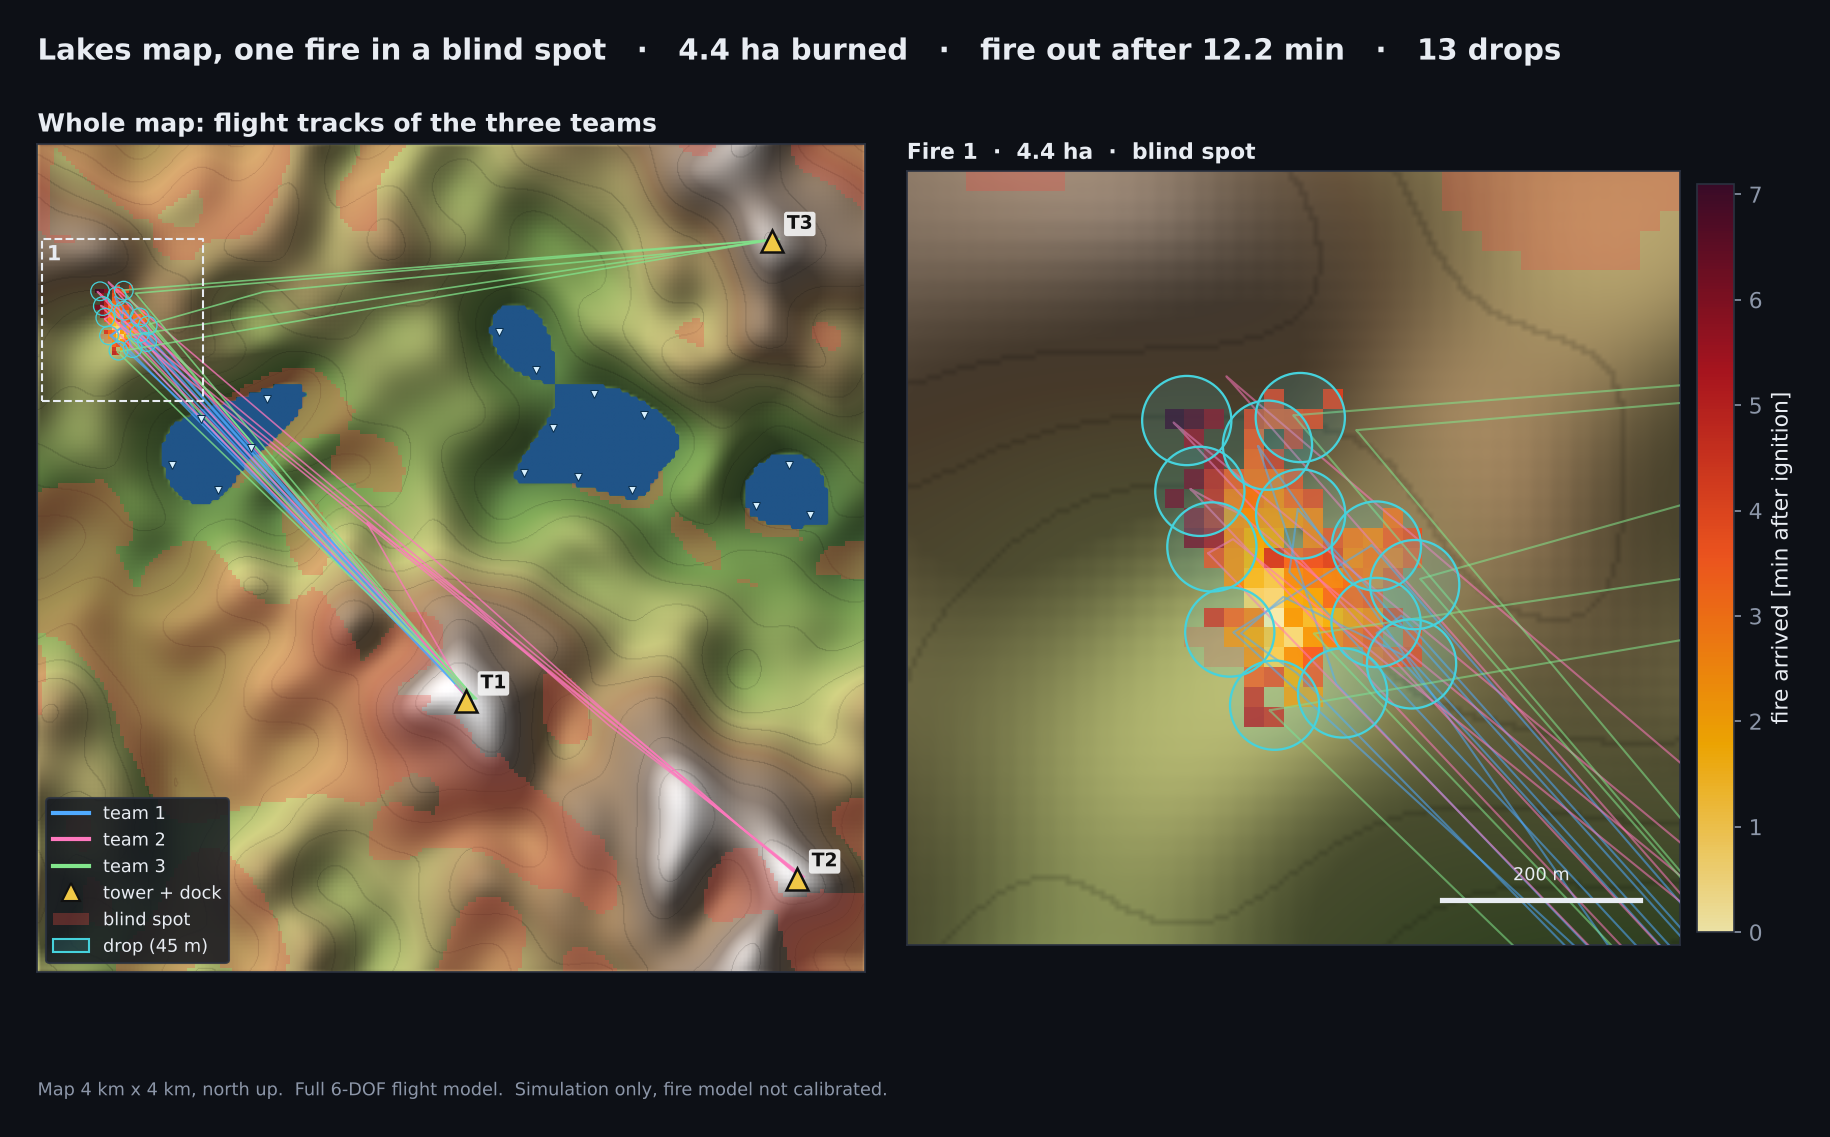 Lakes map, one fire in a blind spot · 4.4 ha burned · fire out after 12.2 min · 13 drops
Whole map: flight tracks of the three teams
1
T3
T1
T2
team 1
team 2
team 3
tower + dock
blind spot
drop (45 m)
Fire 1 · 4.4 ha · blind spot
200 m
7
6
5
4
3
2
1
0
fire arrived [min after ignition]
Map 4 km x 4 km, north up.  Full 6-DOF flight model.  Simulation only, fire model not calibrated.